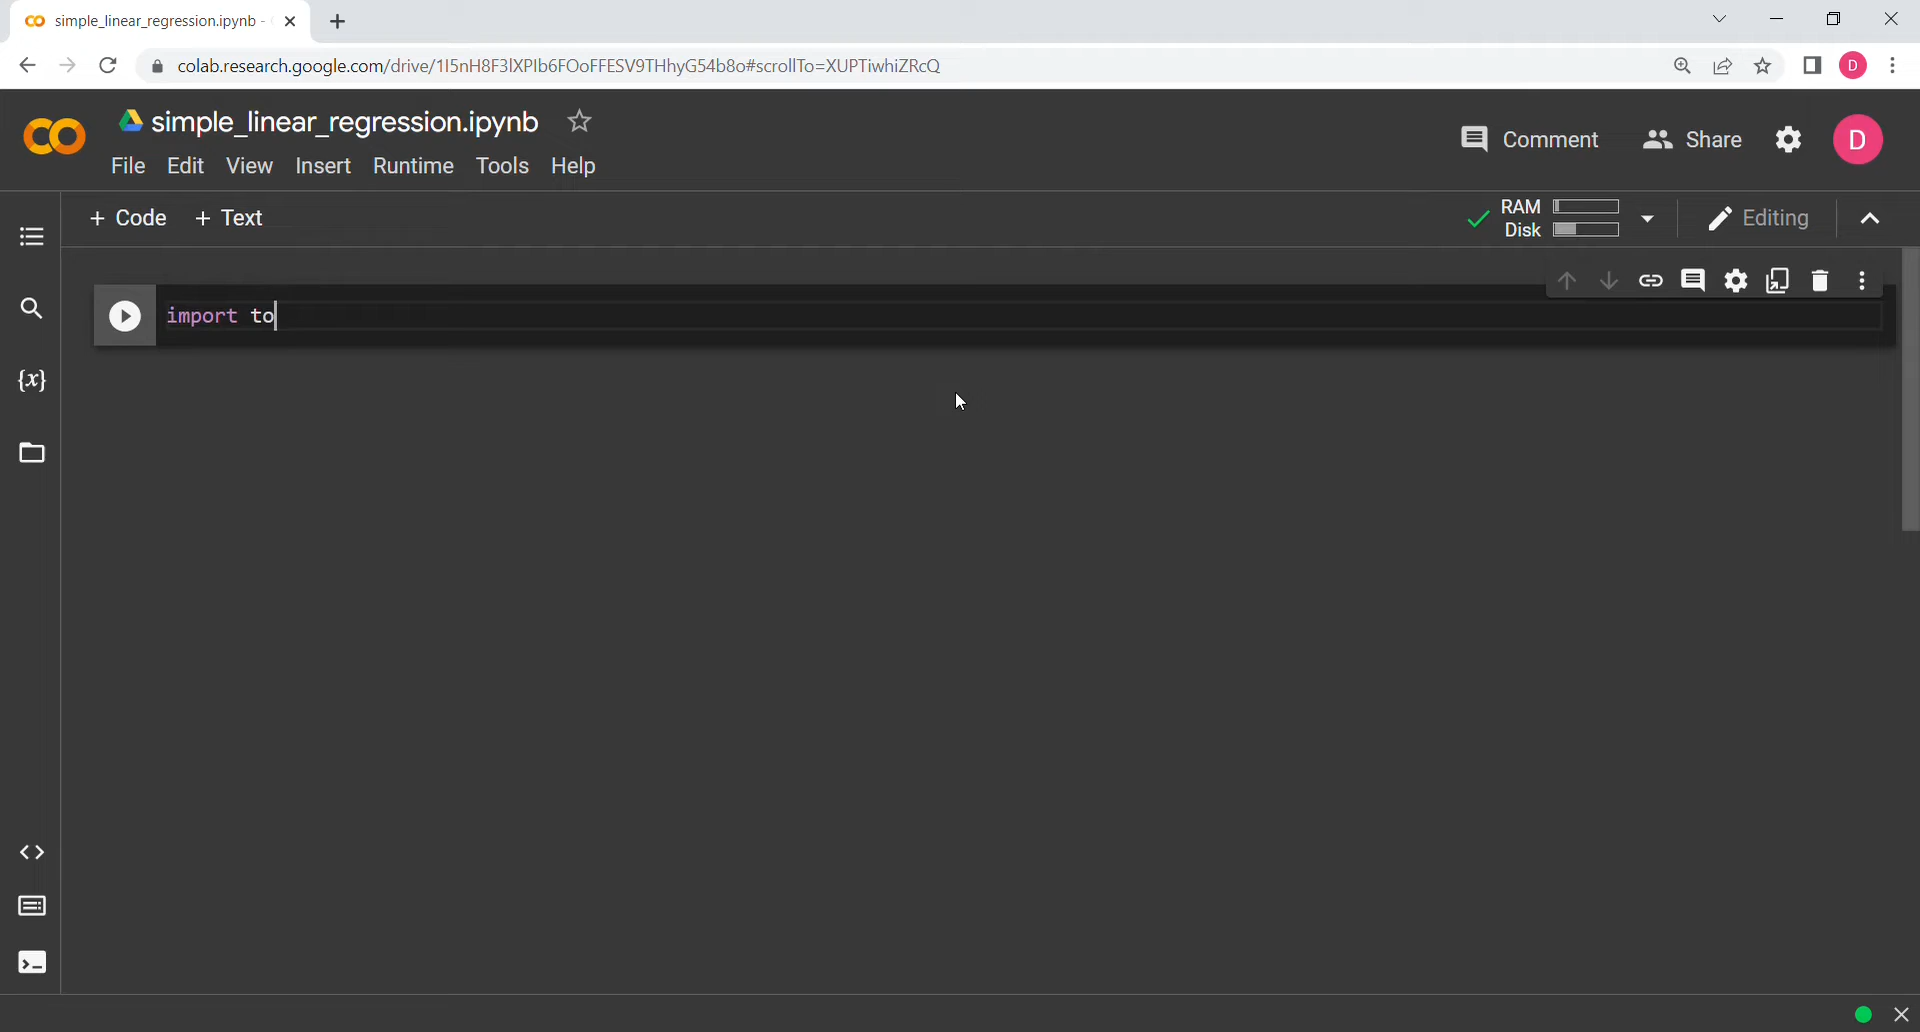 simple_linear_regression.ipynb -
colab.research.google.com/drive/1I5nH8F3lXPIb6FOoFFESV9THhyG54b8o#scrollTo=XUPTiwhiZRcQ
D
simple_linear_regression.ipynb
Comment Share D
File Edit View Insert Runtime Tools Help
+ Code + Text
RAM
Disk
Editing
{x}
import to